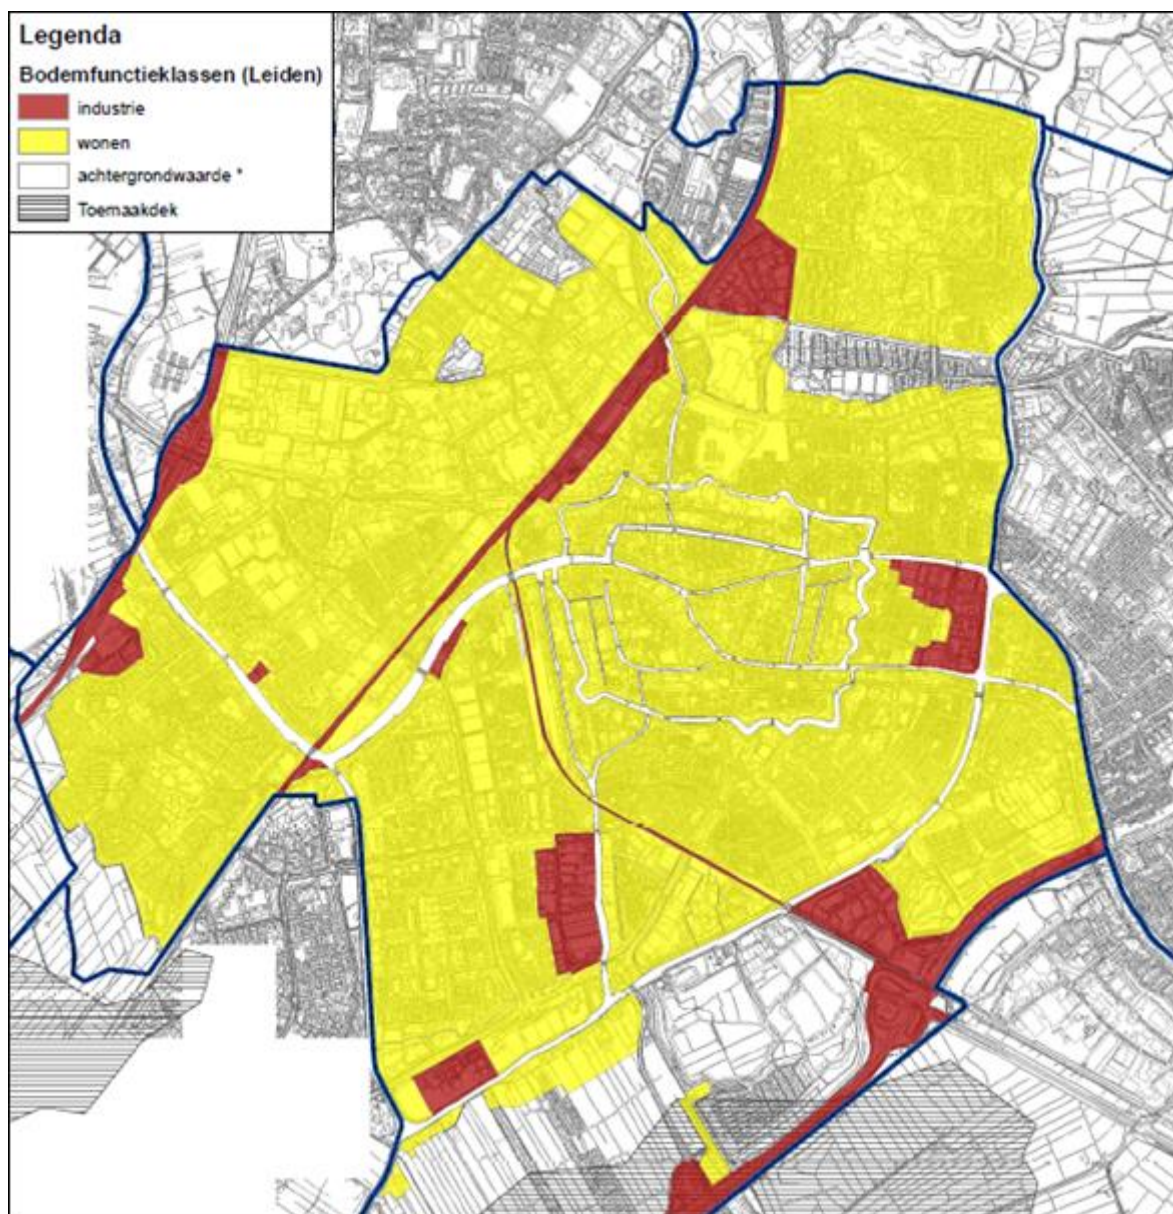 Legenda
Bodemfunctieklassen (Leiden)
industrie
wonen
achtergrondwaarde *
Toemaakdek